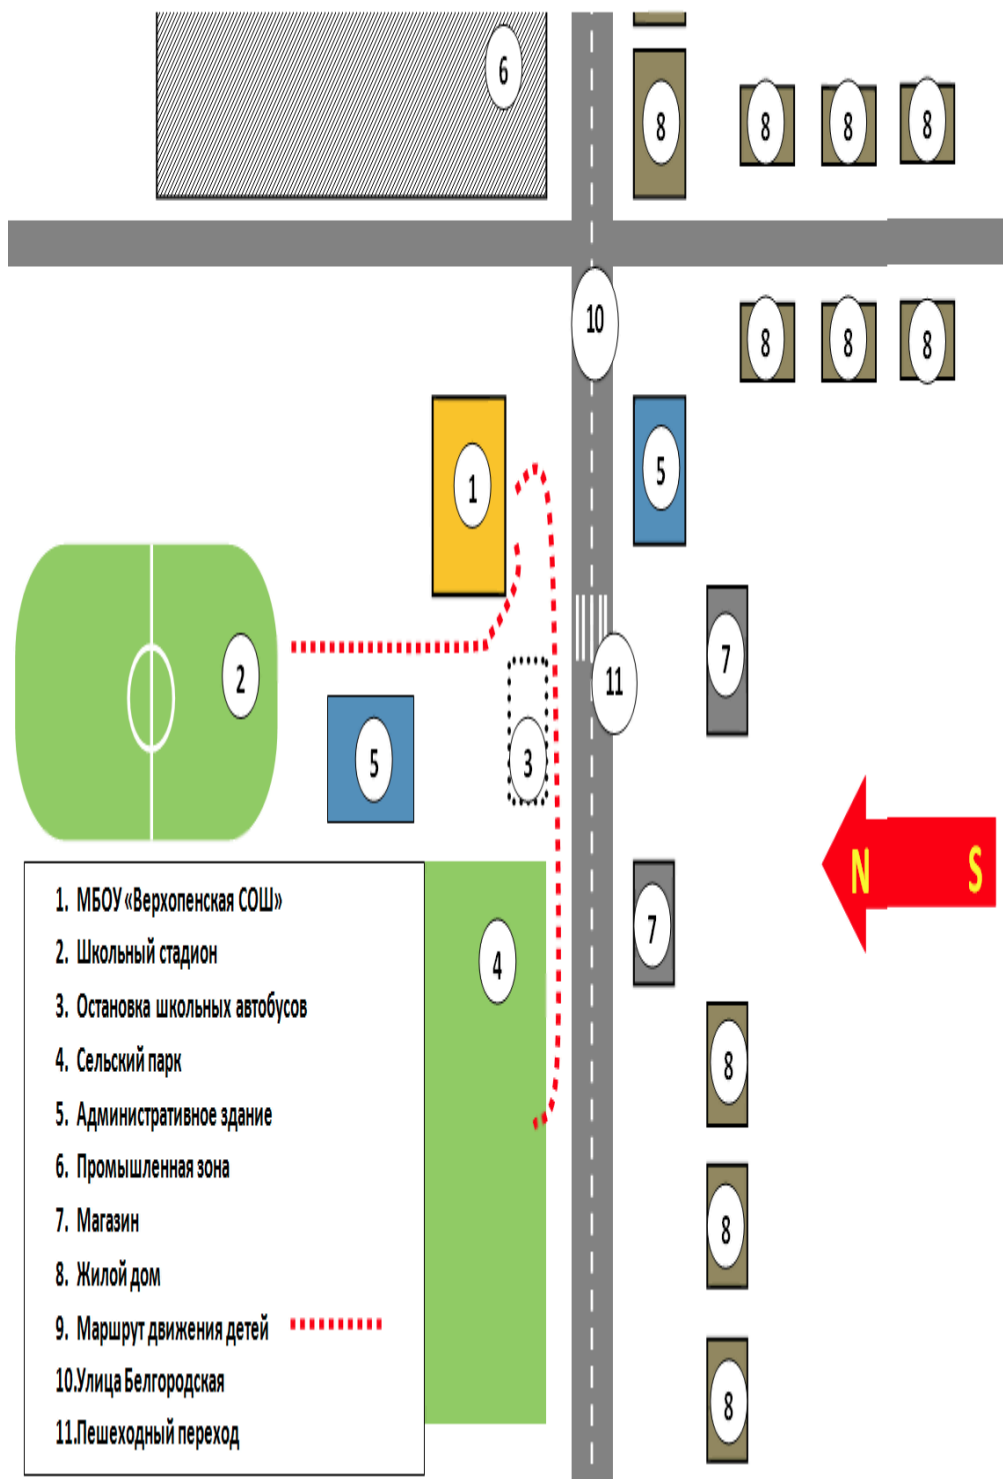 6
8
8
8
8
10
8
8
8
1
5
2
11
7
5
3
N S
4
7
8
8
8
1. МБОУ «Верхопенская СОШ»
2. Школьный стадион
3. Остановка школьных автобусов
4. Сельский парк
5. Административное здание
6. Промышленная зона
7. Магазин
8. Жилой дом
9. Маршрут движения детей
10.Улица Белгородская
11.Пешеходный переход